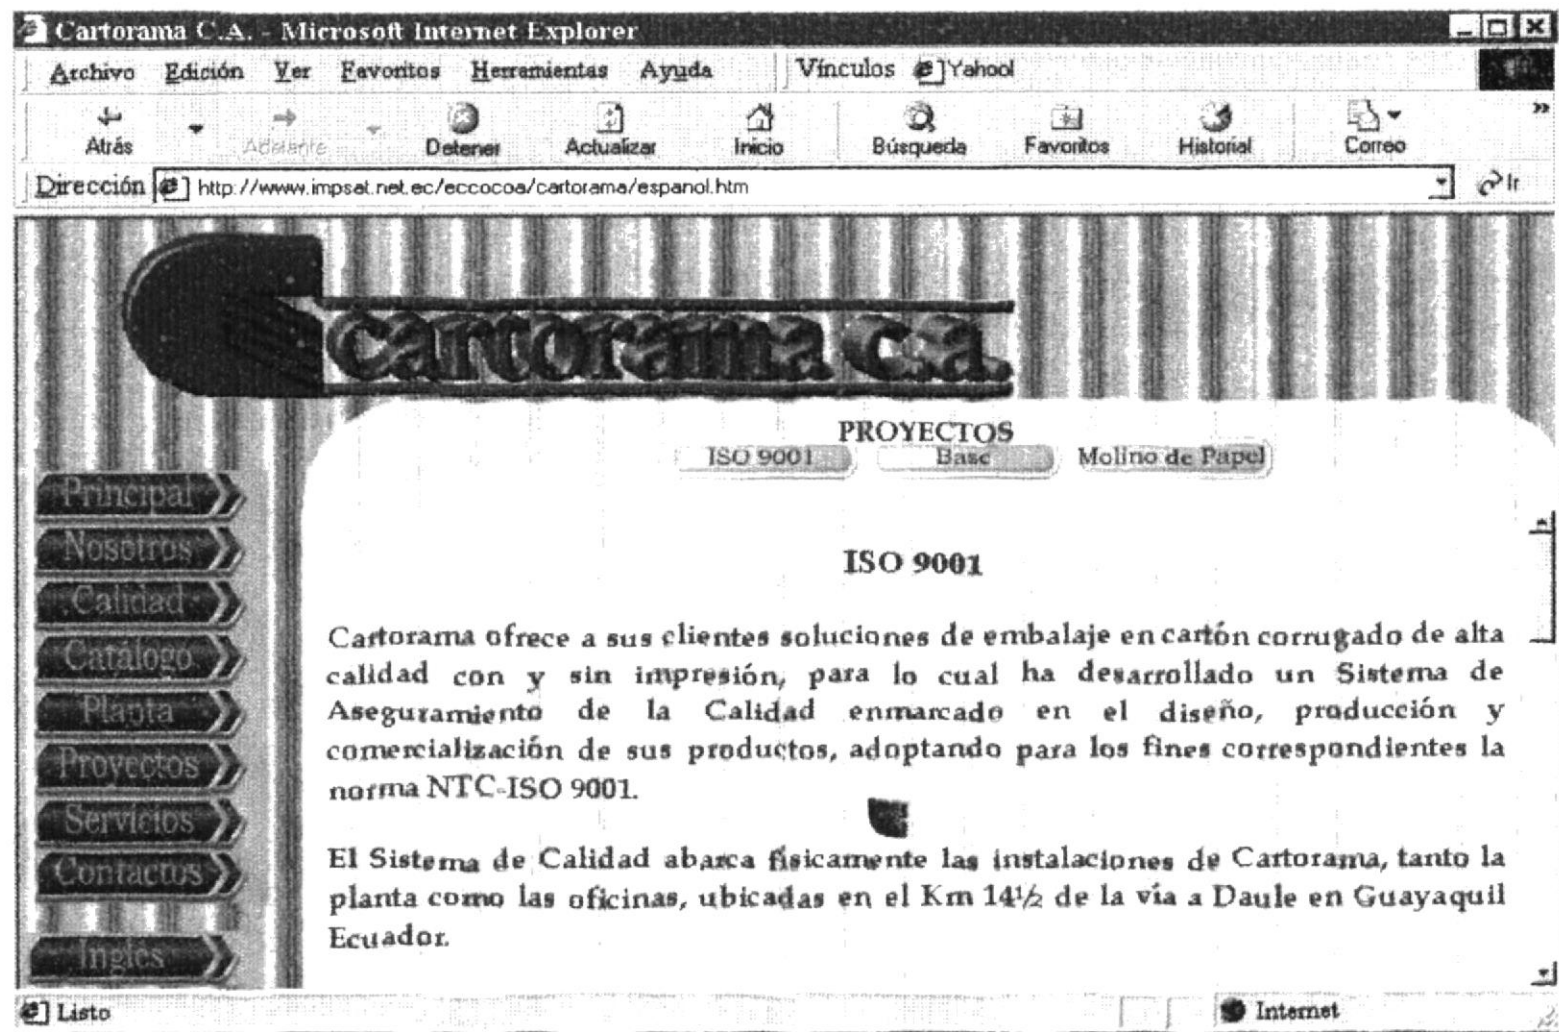 Cartorama C.A. - Microsoft Internet Explorer
Archivo Edición Ver Favoritos Herramientas Ayuda Vínculos Yahoo!
Atrás Adelante Detener Actualizar Inicio Búsqueda Favoritos Historial Correo »
Dirección http://www.impsat.net.ec/eccocoa/cartorama/espanol.htm Ir
cartorama c.a.
PROYECTOS
ISO 9001 Base Molino de Papel
Principal
Nosotros
Calidad
Catálogo
Planta
Proyectos
Servicios
Contactos
Inglés
ISO 9001
Cartorama ofrece a sus clientes soluciones de embalaje en cartón corrugado de alta
calidad con y sin impresión, para lo cual ha desarrollado un Sistema de
Aseguramiento de la Calidad enmarcado en el diseño, producción y
comercialización de sus productos, adoptando para los fines correspondientes la
norma NTC-ISO 9001.
El Sistema de Calidad abarca físicamente las instalaciones de Cartorama, tanto la
planta como las oficinas, ubicadas en el Km 14½ de la vía a Daule en Guayaquil
Ecuador.
Listo Internet